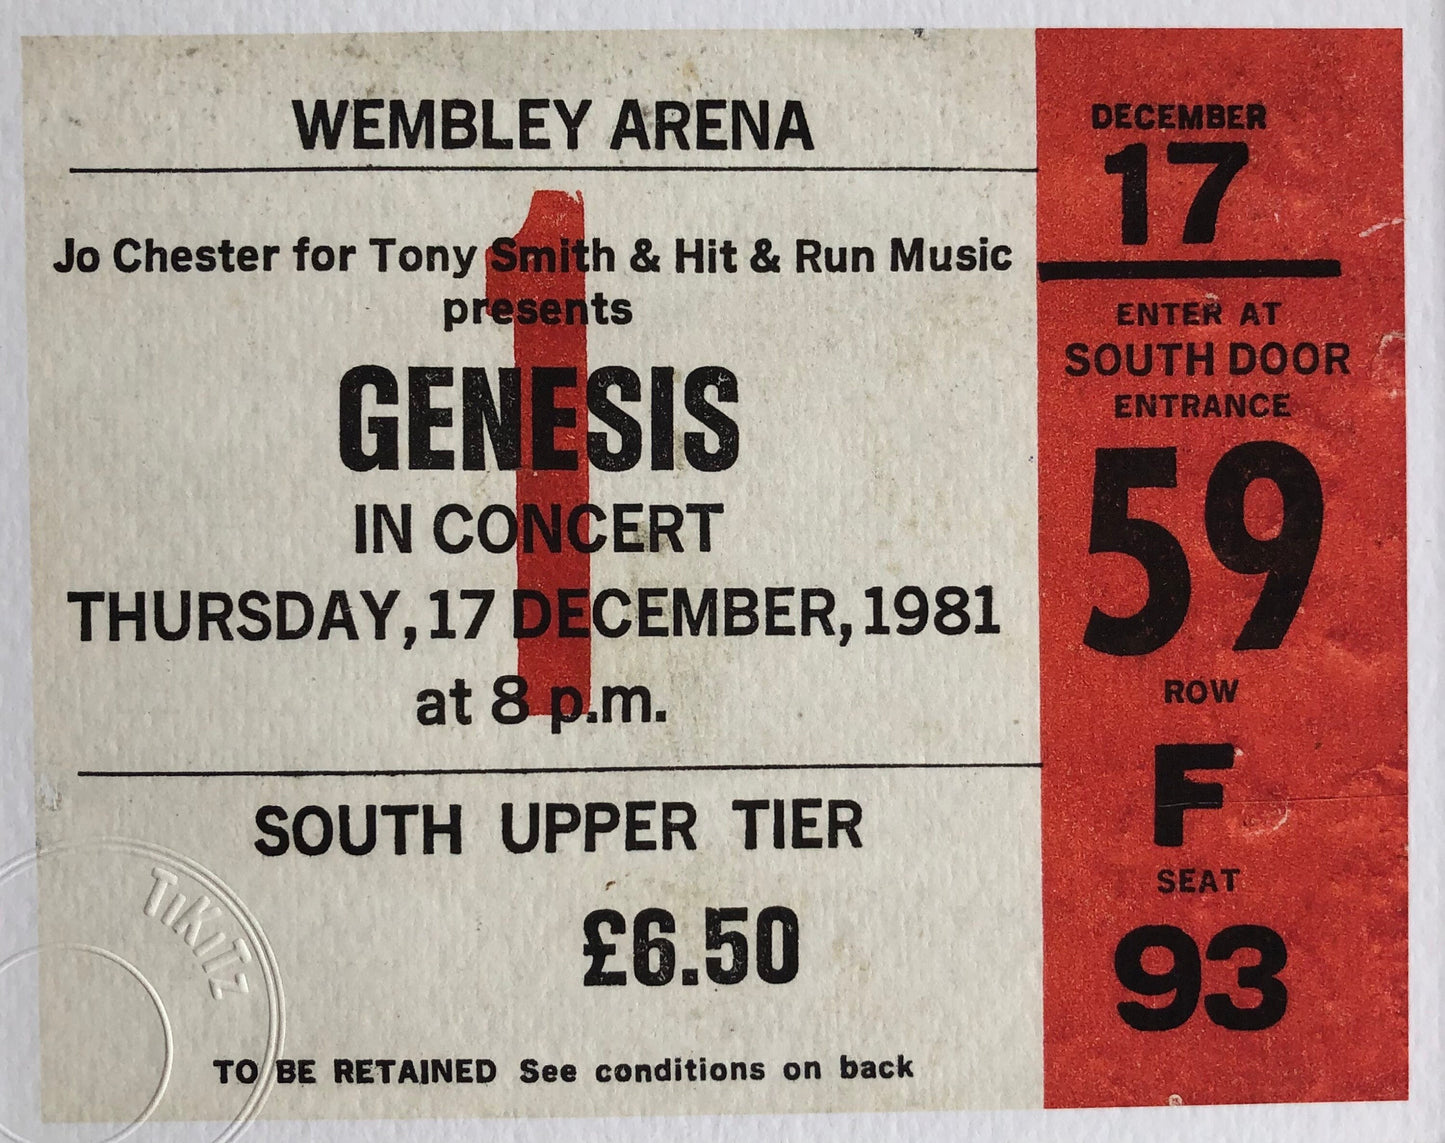 WEMBLEY ARENA
Jo Chester for Tony Smith & Hit & Run Music
presents
1
GENESIS
IN CONCERT
THURSDAY, 17 DECEMBER, 1981
at 8 p.m.
SOUTH UPPER TIER
£6.50
TO BE RETAINED See conditions on back
DECEMBER
17
ENTER AT
SOUTH DOOR
ENTRANCE
59
ROW
F
SEAT
93
TiKiTz